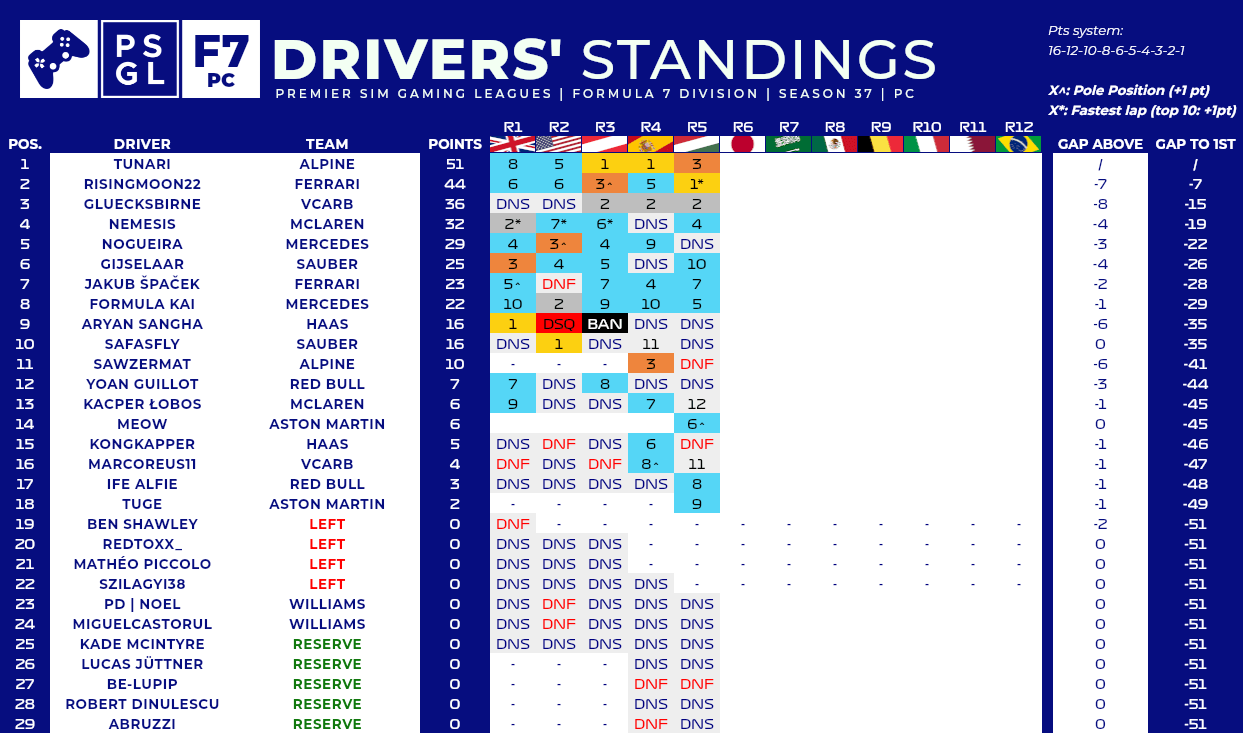 PS GL F7 PC DRIVERS' STANDINGS
PREMIER SIM GAMING LEAGUES | FORMULA 7 DIVISION | SEASON 37 | PC
Pts system:
16-12-10-8-6-5-4-3-2-1
X^: Pole Position (+1 pt)
X*: Fastest lap (top 10: +1pt)
R1 R2 R3 R4 R5 R6 R7 R8 R9 R10 R11 R12
POS. DRIVER TEAM POINTS GAP ABOVE GAP TO 1ST
1 TUNARI ALPINE 51 8 5 1 1 3 / /
2 RISINGMOON22 FERRARI 44 6 6 3^ 5 1* -7 -7
3 GLUECKSBIRNE VCARB 36 DNS DNS 2 2 2 -8 -15
4 NEMESIS MCLAREN 32 2* 7* 6* DNS 4 -4 -19
5 NOGUEIRA MERCEDES 29 4 3^ 4 9 DNS -3 -22
6 GIJSELAAR SAUBER 25 3 4 5 DNS 10 -4 -26
7 JAKUB ŠPAČEK FERRARI 23 5^ DNF 7 4 7 -2 -28
8 FORMULA KAI MERCEDES 22 10 2 9 10 5 -1 -29
9 ARYAN SANGHA HAAS 16 1 DSQ BAN DNS DNS -6 -35
10 SAFASFLY SAUBER 16 DNS 1 DNS 11 DNS 0 -35
11 SAWZERMAT ALPINE 10 - - - 3 DNF -6 -41
12 YOAN GUILLOT RED BULL 7 7 DNS 8 DNS DNS -3 -44
13 KACPER ŁOBOS MCLAREN 6 9 DNS DNS 7 12 -1 -45
14 MEOW ASTON MARTIN 6 6^ 0 -45
15 KONGKAPPER HAAS 5 DNS DNF DNS 6 DNF -1 -46
16 MARCOREUS11 VCARB 4 DNF DNS DNF 8^ 11 -1 -47
17 IFE ALFIE RED BULL 3 DNS DNS DNS DNS 8 -1 -48
18 TUGE ASTON MARTIN 2 - - - - 9 -1 -49
19 BEN SHAWLEY LEFT 0 DNF - - - - - - - - - - - -2 -51
20 REDTOXX_ LEFT 0 DNS DNS DNS - - - - - - - - - 0 -51
21 MATHÉO PICCOLO LEFT 0 DNS DNS DNS - - - - - - - - - 0 -51
22 SZILAGYI38 LEFT 0 DNS DNS DNS DNS - - - - - - - - 0 -51
23 PD | NOEL WILLIAMS 0 DNS DNF DNS DNS DNS 0 -51
24 MIGUELCASTORUL WILLIAMS 0 DNS DNF DNS DNS DNS 0 -51
25 KADE MCINTYRE RESERVE 0 DNS DNS DNS DNS DNS 0 -51
26 LUCAS JÜTTNER RESERVE 0 - - - DNS DNS 0 -51
27 BE-LUPIP RESERVE 0 - - - DNF DNF 0 -51
28 ROBERT DINULESCU RESERVE 0 - - - DNS DNS 0 -51
29 ABRUZZI RESERVE 0 - - - DNF DNS 0 -51